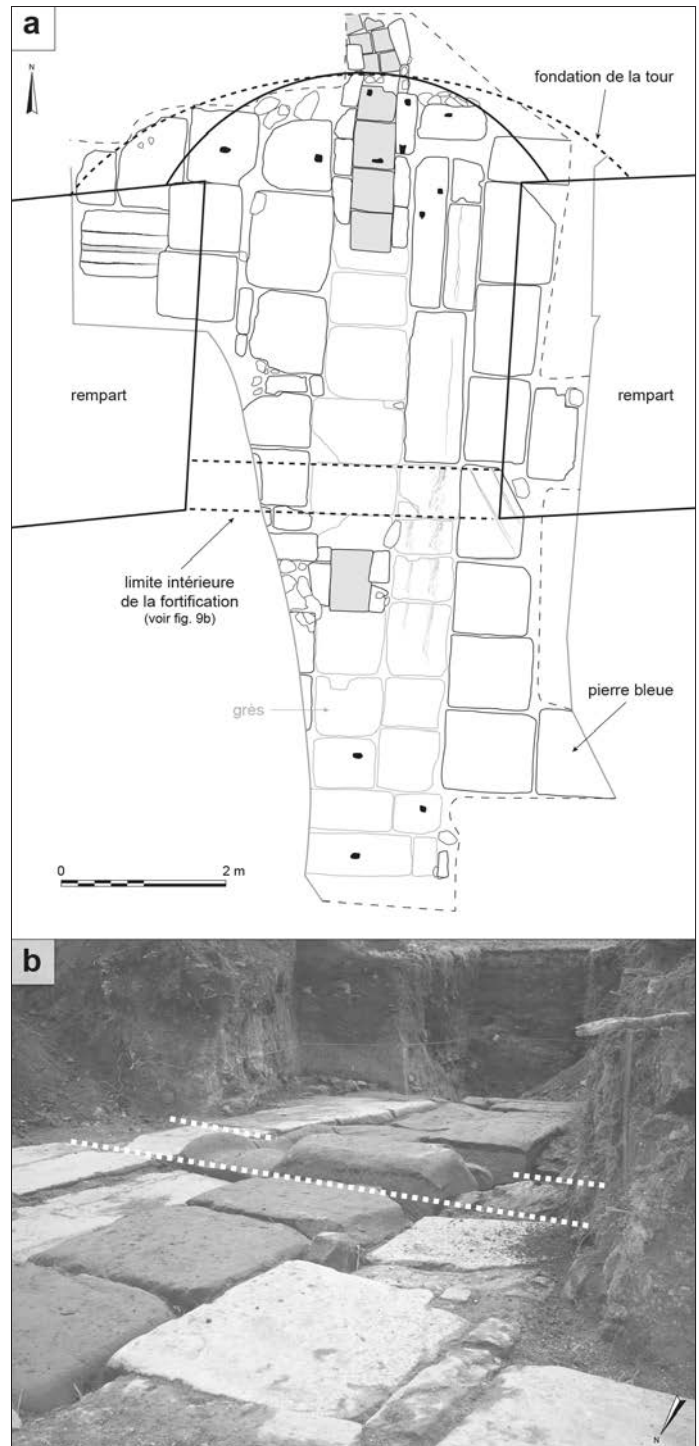 a
N
fondation de la tour
rempart
rempart
limite intérieure
de la fortification
(voir fig. 9b)
grès
pierre bleue
0
2 m
b
N